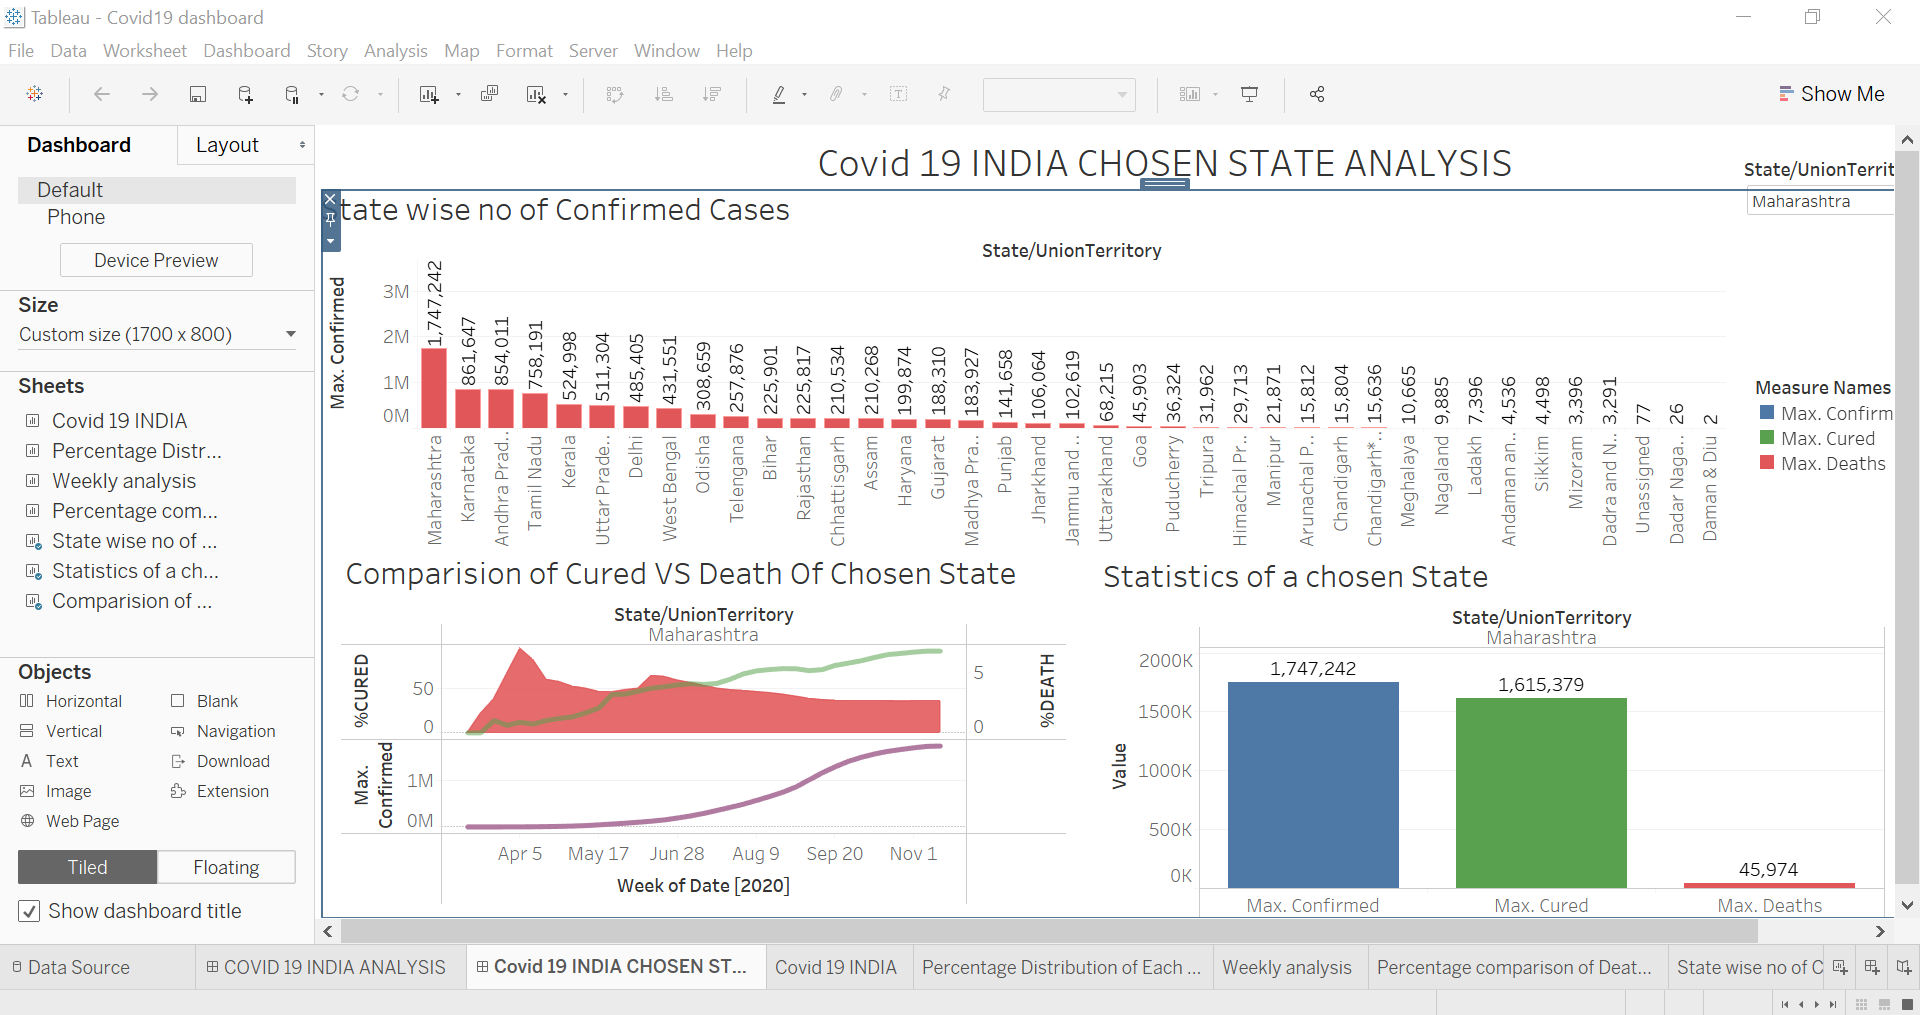 Tableau - Covid19 dashboard
File Data Worksheet Dashboard Story Analysis Map Format Server Window Help
Show Me
Dashboard
Layout
Default
Phone
Device Preview
Size
Custom size (1700 x 800)
Sheets
Covid 19 INDIA
Percentage Distr...
Weekly analysis
Percentage com...
State wise no of ...
Statistics of a ch...
Comparision of ...
Objects
Horizontal Blank
Vertical Navigation
Text Download
Image Extension
Web Page
Tiled Floating
Show dashboard title
Covid 19 INDIA CHOSEN STATE ANALYSIS
State/UnionTerrit
Maharashtra
State wise no of Confirmed Cases
State/UnionTerritory
Max. Confirmed
3M
2M
1M
0M
1,747,242
861,647
854,011
758,191
524,998
511,304
485,405
431,551
308,659
257,876
225,901
225,817
210,534
210,268
199,874
188,310
183,927
141,658
106,064
102,619
68,215
45,903
36,324
31,962
29,713
21,871
15,812
15,804
15,636
10,665
9,885
7,396
4,536
4,498
3,396
3,291
77
26
2
Maharashtra
Karnataka
Andhra Prad..
Tamil Nadu
Kerala
Uttar Prade..
Delhi
West Bengal
Odisha
Telengana
Bihar
Rajasthan
Chhattisgarh
Assam
Haryana
Gujarat
Madhya Pra..
Punjab
Jharkhand
Jammu and ..
Uttarakhand
Goa
Puducherry
Tripura
Himachal Pr..
Manipur
Arunachal P..
Chandigarh
Chandigarh*..
Meghalaya
Nagaland
Ladakh
Andaman an..
Sikkim
Mizoram
Dadra and N..
Unassigned
Dadar Naga..
Daman & Diu
Measure Names
Max. Confirm
Max. Cured
Max. Deaths
Comparision of Cured VS Death Of Chosen State
State/UnionTerritory
Maharashtra
%CURED
50
0
5
0
%DEATH
Max.
Confirmed
1M
0M
Apr 5 May 17 Jun 28 Aug 9 Sep 20 Nov 1
Week of Date [2020]
Statistics of a chosen State
State/UnionTerritory
Maharashtra
Value
2000K
1500K
1000K
500K
0K
1,747,242
1,615,379
45,974
Max. Confirmed Max. Cured Max. Deaths
Data Source COVID 19 INDIA ANALYSIS Covid 19 INDIA CHOSEN ST... Covid 19 INDIA Percentage Distribution of Each ... Weekly analysis Percentage comparison of Deat... State wise no of C